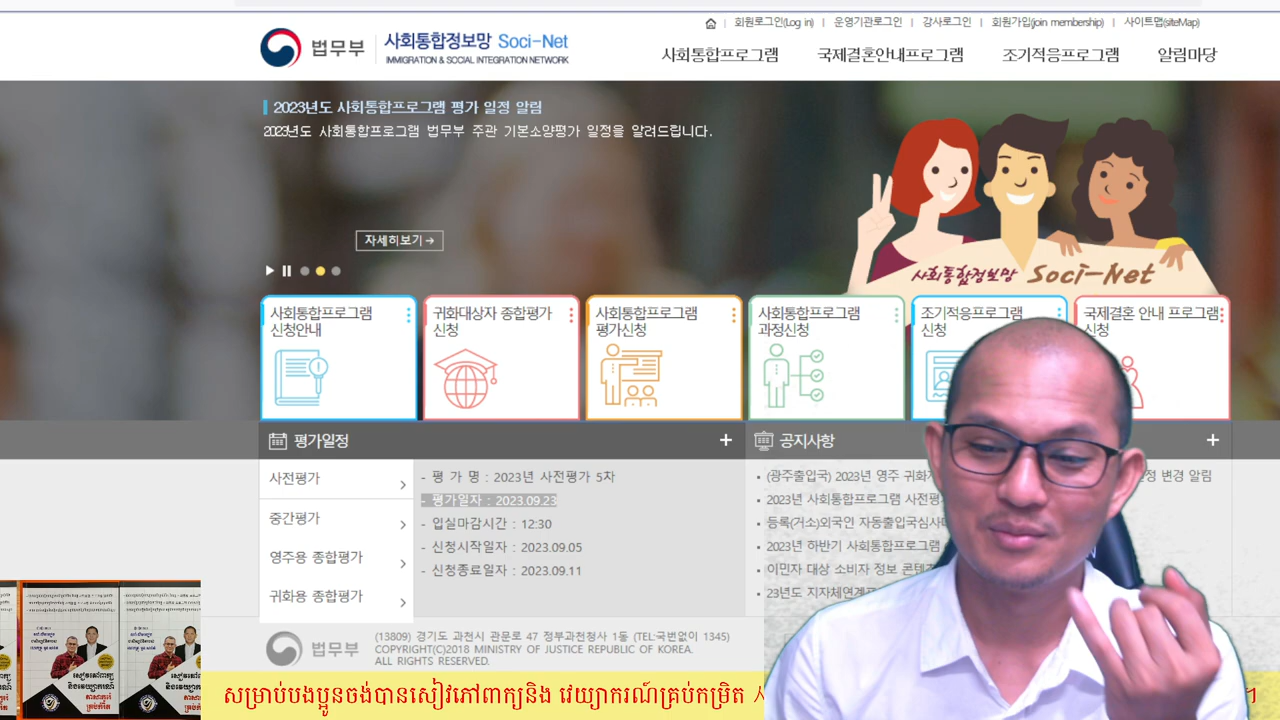 회원로그인(Log in) | 운영기관로그인 | 강사로그인 | 회원가입(join membership) | 사이트맵(siteMap)
법무부 사회통합정보망 Soci-Net
IMMIGRATION & SOCIAL INTEGRATION NETWORK
사회통합프로그램 국제결혼안내프로그램 조기적응프로그램 알림마당
2023년도 사회통합프로그램 평가 일정 알림
2023년도 사회통합프로그램 법무부 주관 기본소양평가 일정을 알려드립니다.
자세히보기→
사회통합정보망 Soci-Net
사회통합프로그램
신청안내
귀화대상자 종합평가
신청
사회통합프로그램
평가신청
사회통합프로그램
과정신청
조기적응프로그램
신청
국제결혼 안내 프로그램
신청
평가일정 +
사전평가
중간평가
영주용 종합평가
귀화용 종합평가
- 평 가 명 : 2023년 사전평가 5차
- 평가일자 : 2023.09.23
- 입실마감시간 : 12:30
- 신청시작일자 : 2023.09.05
- 신청종료일자 : 2023.09.11
공지사항 +
(광주출입국) 2023년 영주 귀화 변경 알림
2023년 사회통합프로그램 사전평
등록(거소)외국인 자동출입국심사
2023년 하반기 사회통합프로그램
이민자 대상 소비자 정보 콘텐츠
23년도 지자체연계
법무부
(13809) 경기도 과천시 관문로 47 정부과천청사 1동 (TEL:국번없이 1345)
COPYRIGHT(C)2018 MINISTRY OF JUSTICE REPUBLIC OF KOREA.
ALL RIGHTS RESERVED.
សម្រាប់បងប្អូនចង់បានសៀវភៅពាក្យនិង វេយ្យាករណ៍គ្រប់កម្រិត